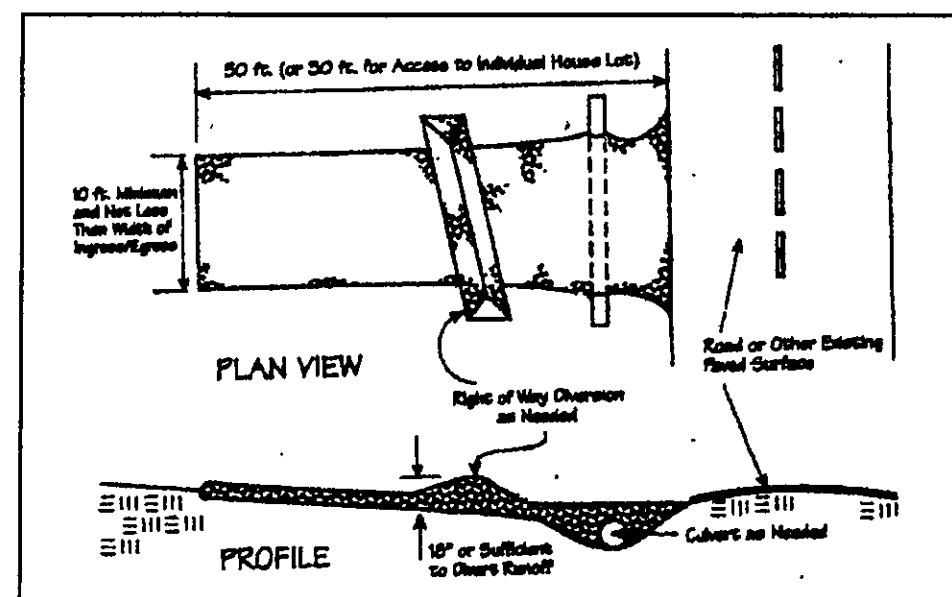 50 ft. (or 30 ft. for Access to Individual House Lot)
10 ft. Minimum
and Not Less
Than Width of
Ingress/Egress
PLAN VIEW
Right of Way Diversion
as Needed
Road or Other Existing
Paved Surface
18" or Sufficient
to Divert Runoff
Culvert as Needed
PROFILE